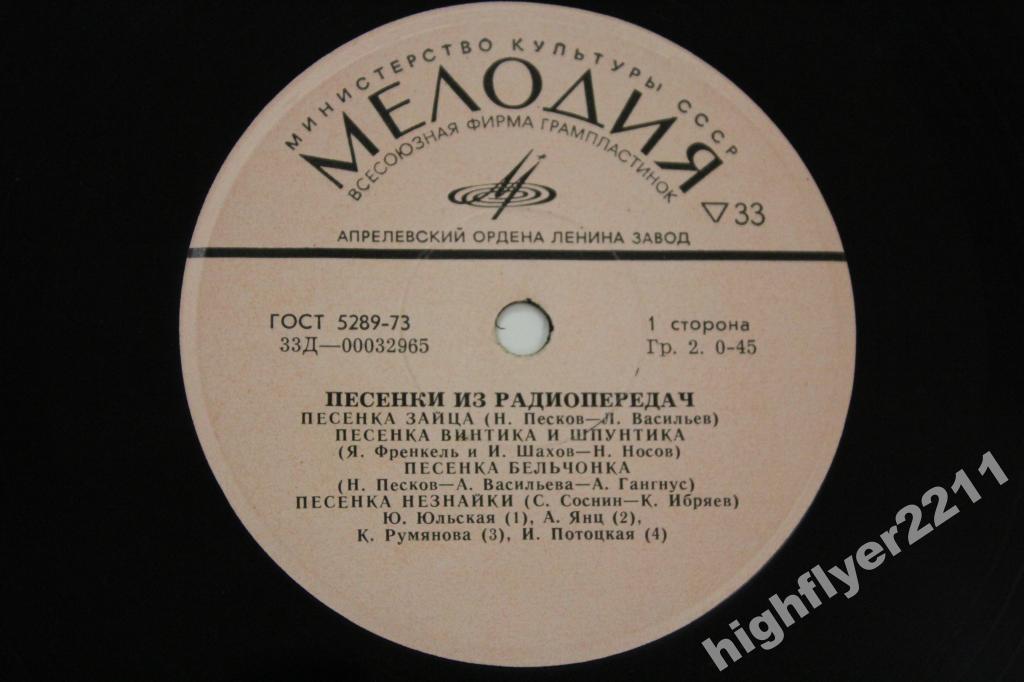 МИНИСТЕРСТВО КУЛЬТУРЫ СССР
МЕЛОДИЯ
ВСЕСОЮЗНАЯ ФИРМА ГРАМПЛАСТИНОК
▽33
АПРЕЛЕВСКИЙ ОРДЕНА ЛЕНИНА ЗАВОД
ГОСТ 5289-73
33Д—00032965
1 сторона
Гр. 2. 0-45
ПЕСЕНКИ ИЗ РАДИОПЕРЕДАЧ
ПЕСЕНКА ЗАЙЦА (Н. Песков—Л. Васильев)
ПЕСЕНКА ВИНТИКА И ШПУНТИКА
(Я. Френкель и И. Шахов—Н. Носов)
ПЕСЕНКА БЕЛЬЧОНКА
(Н. Песков—А. Васильева—А. Гангнус)
ПЕСЕНКА НЕЗНАЙКИ (С. Соснин—К. Ибряев)
Ю. Юльская (1), А. Янц (2),
К. Румянова (3), И. Потоцкая (4)
highflyer2211